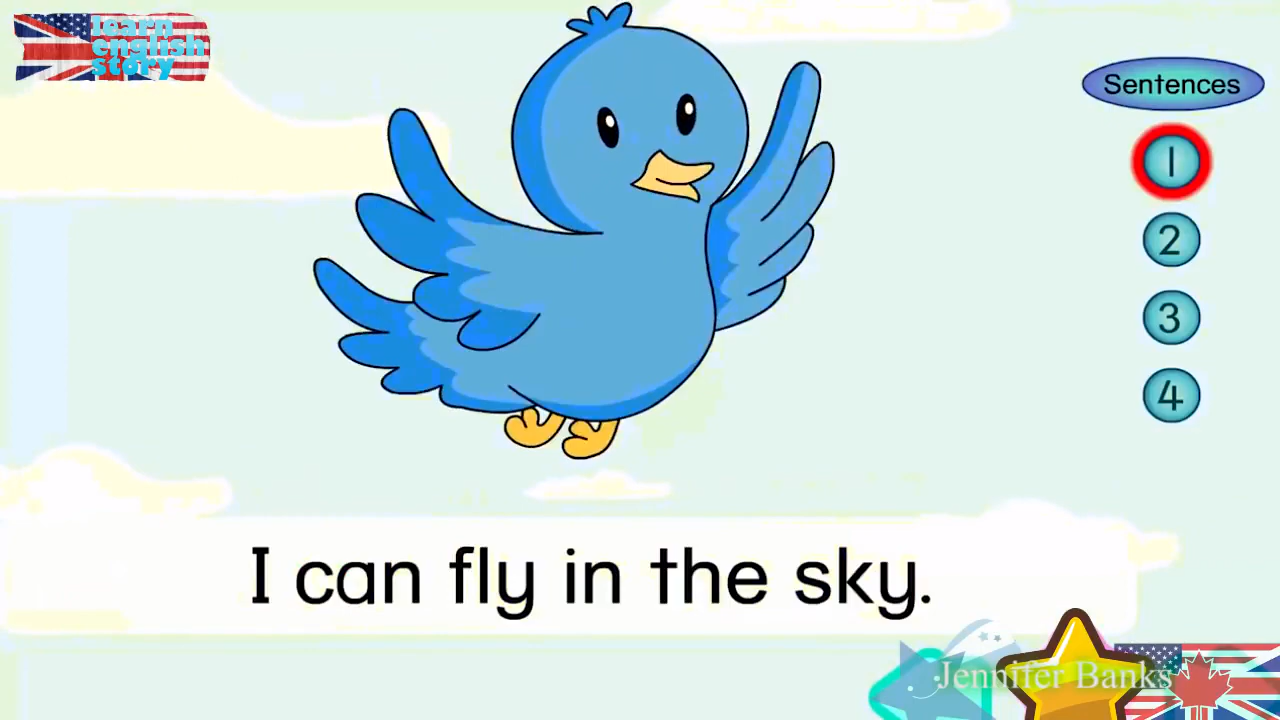 learn
english
story
Sentences
1
2
3
4
I can fly in the sky.
Jennifer Banks